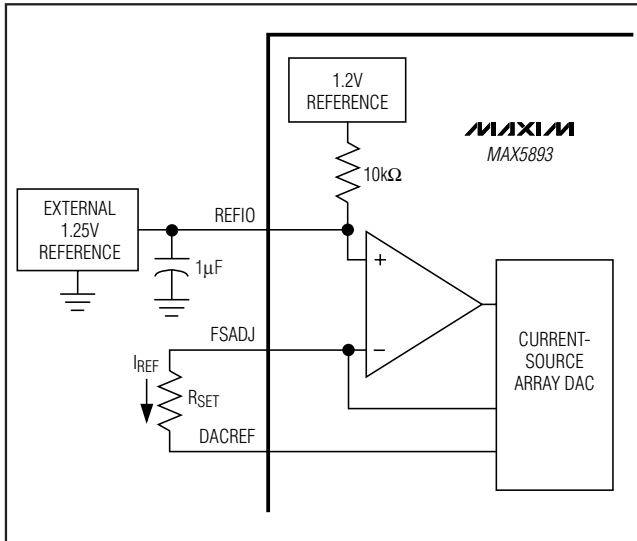 1.2V
REFERENCE
MAXIM
MAX5893
10kΩ
EXTERNAL
1.25V
REFERENCE
REFIO
1µF
+
FSADJ
−
CURRENT-
SOURCE
ARRAY DAC
IREF
RSET
DACREF